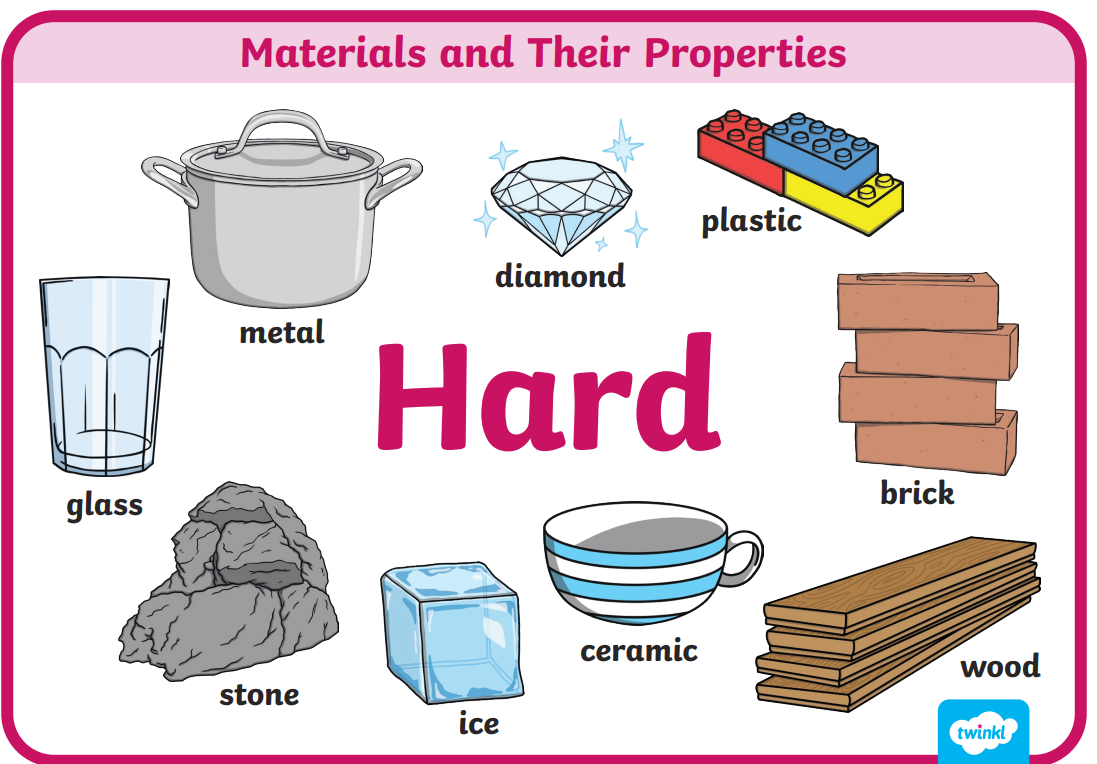 Materials and Their Properties
metal
diamond
plastic
glass
Hard
brick
stone
ice
ceramic
wood
twinkl